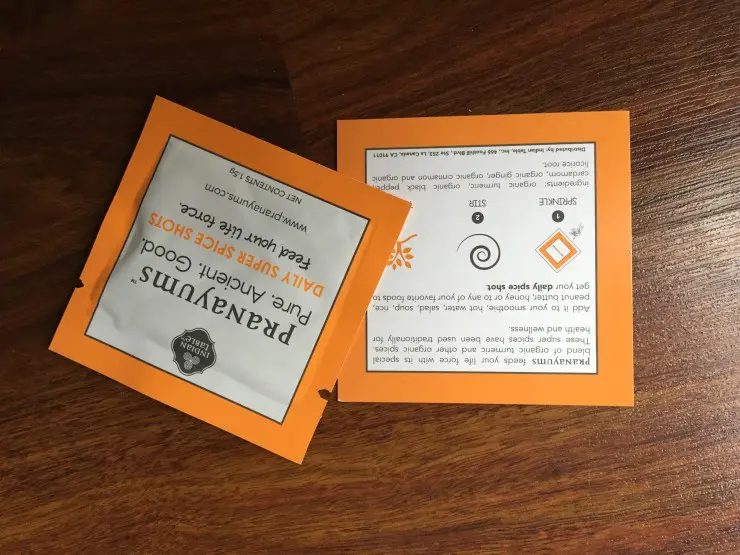 INDIAN
TABLE
PRANAYUMS™
Pure. Ancient. Good.
DAILY SUPER SPICE SHOTS
Feed your life force.
www.pranayums.com
NET CONTENTS 1.5g
PRANAYUMS feeds your life force with its special
blend of organic turmeric and other organic spices.
These super spices have been used traditionally for
health and wellness.
Add it to your smoothie, hot water, salad, soup, rice,
peanut butter, honey or to any of your favorite foods to
get your daily spice shot.
1
2
SPRINKLE
STIR
Ingredients: organic turmeric, organic black pepper,
cardamom, organic ginger, organic cinnamon and organic
licorice root.
Distributed by: Indian Table, Inc., 466 Foothill Blvd., Ste 253, La Canada, CA 91011